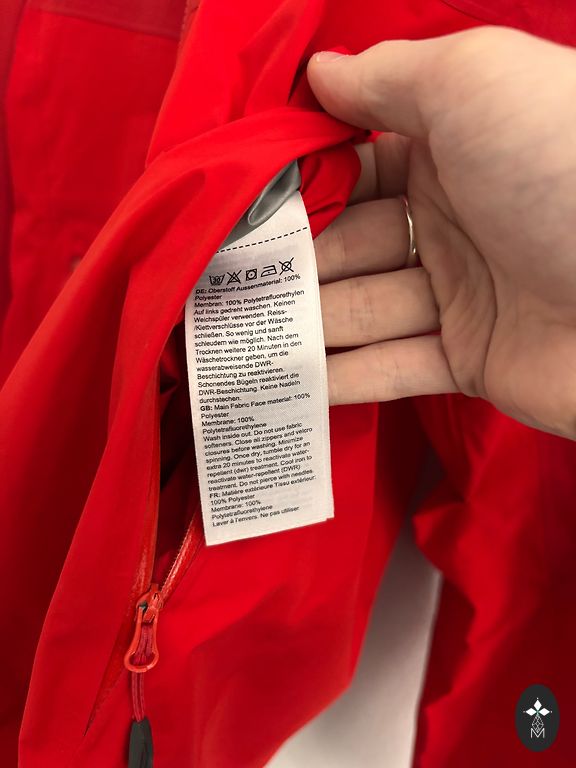 DE: Oberstoff Aussenmaterial: 100%
Polyester
Membran: 100% Polytetrafluorethylen
Auf links gedreht waschen. Keinen
Weichspüler verwenden. Reiss-
/Klettverschlüsse vor der Wäsche
schließen. So wenig und sanft
schleudern wie möglich. Nach dem
Trocknen weitere 20 Minuten in den
Wäschetrockner geben, um die
wasserabweisende DWR-
Beschichtung zu reaktivieren.
Schonendes Bügeln reaktiviert die
DWR-Beschichtung. Keine Nadeln
durchstechen.
GB: Main Fabric Face material: 100%
Polyester
Membrane: 100%
Polytetrafluoroethylene
Wash inside out. Do not use fabric
softeners. Close all zippers and velcro
closures before washing. Minimize
spinning. Once dry, tumble dry for an
extra 20 minutes to reactivate water-
repellent (dwr) treatment. Cool iron to
reactivate water-repellent (DWR)
treatment. Do not pierce with needles.
FR: Matière extérieure Tissu extérieur:
100% Polyester
Membrane: 100%
Polytetrafluoroethylene
Laver à l'envers. Ne pas utiliser
M